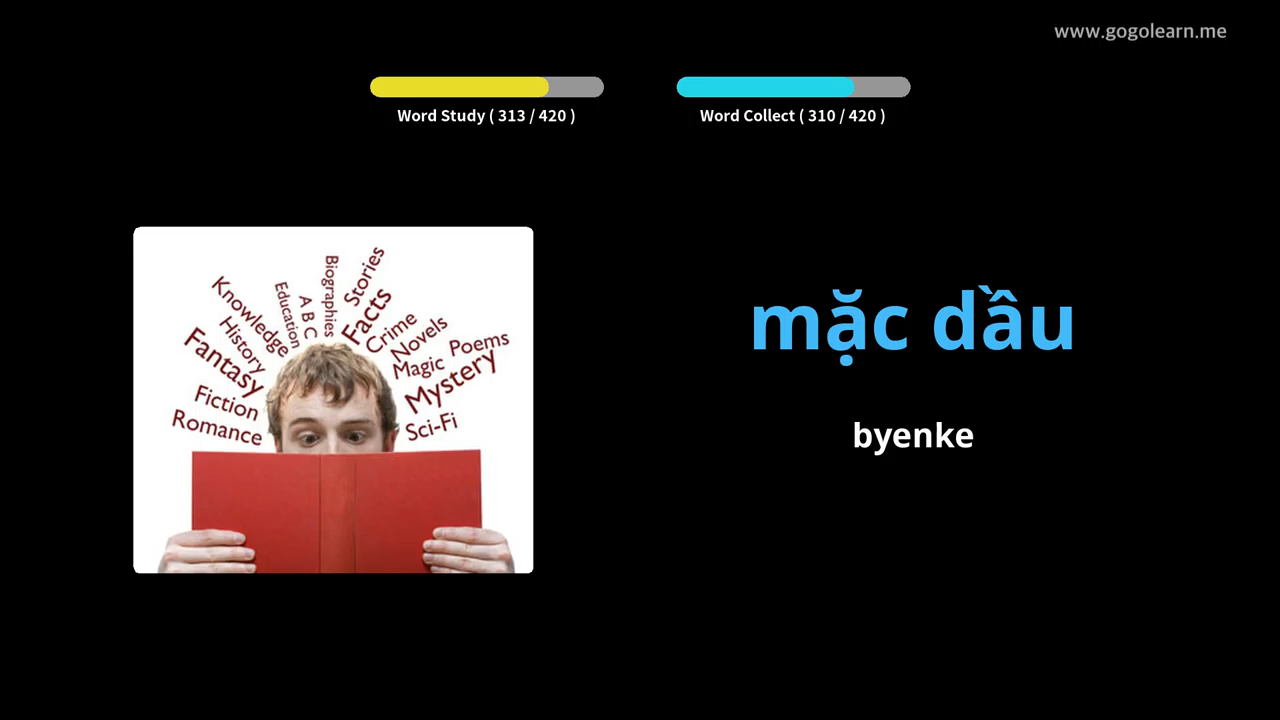 www.gogolearn.me
Word Study ( 313 / 420 )
Word Collect ( 310 / 420 )
Biographies
Stories
Education
A B C
Facts
Knowledge
Crime
History
Novels
Poems
Fantasy
Magic
Mystery
Fiction
Romance
Sci-Fi
mặc dầu
byenke